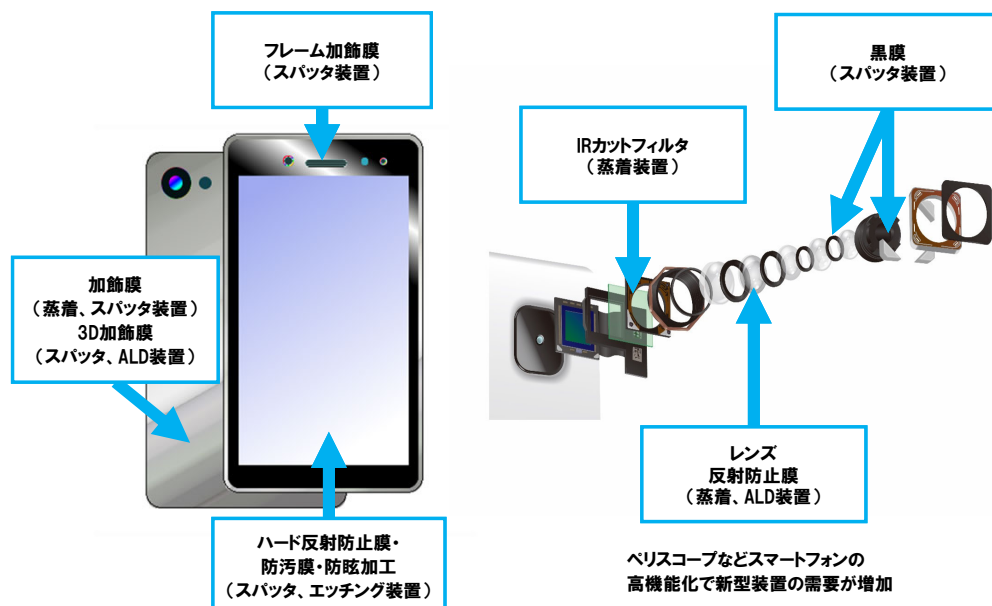 フレーム加飾膜
（スパッタ装置）
黒膜
（スパッタ装置）
IRカットフィルタ
（蒸着装置）
加飾膜
（蒸着、スパッタ装置）
3D加飾膜
（スパッタ、ALD装置）
レンズ
反射防止膜
（蒸着、ALD装置）
ハード反射防止膜・
防汚膜・防眩加工
（スパッタ、エッチング装置）
ペリスコープなどスマートフォンの
高機能化で新型装置の需要が増加